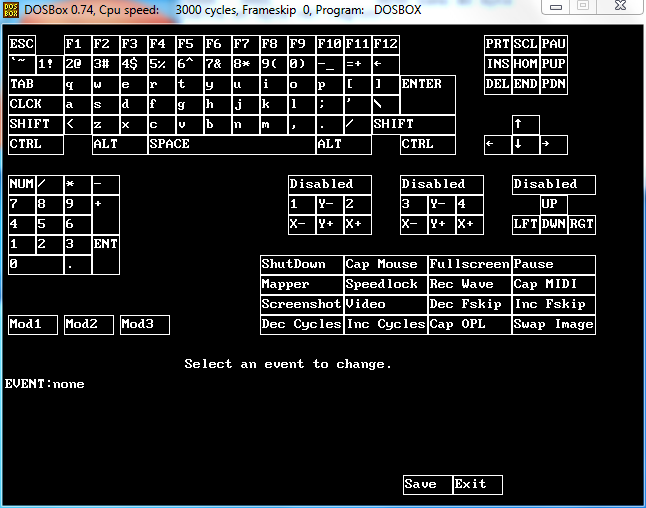 DOS BOX DOSBox 0.74, Cpu speed: 3000 cycles, Frameskip 0, Program: DOSBOX
ESC F1 F2 F3 F4 F5 F6 F7 F8 F9 F10 F11 F12 PRT SCL PAU
`~ 1! 2@ 3# 4$ 5% 6^ 7& 8* 9( 0) -_ =+ ← INS HOM PUP
TAB q w e r t y u i o p [ ] ENTER DEL END PDN
CLCK a s d f g h j k l ; ' \
SHIFT < z x c v b n m , . / SHIFT ↑
CTRL ALT SPACE ALT CTRL ← ↓ →
NUM / * - Disabled Disabled Disabled
7 8 9 + 1 Y- 2 3 Y- 4 UP
4 5 6 X- Y+ X+ X- Y+ X+ LFT DWN RGT
1 2 3 ENT
0 . ShutDown Cap Mouse Fullscreen Pause
Mapper Speedlock Rec Wave Cap MIDI
Screenshot Video Dec Fskip Inc Fskip
Mod1 Mod2 Mod3 Dec Cycles Inc Cycles Cap OPL Swap Image
Select an event to change.
EVENT:none
Save Exit